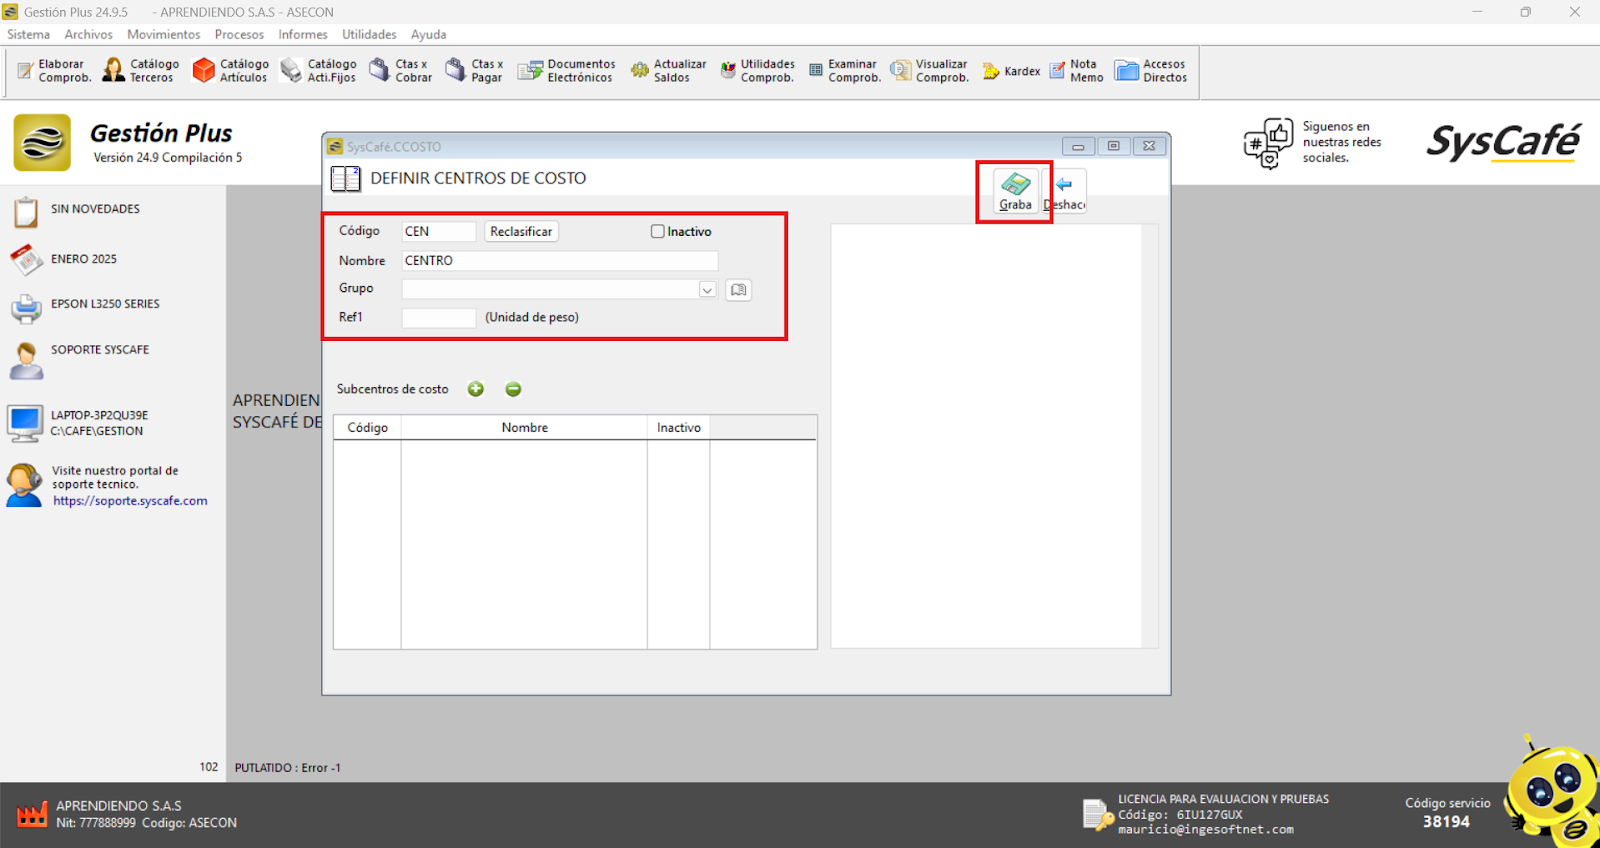 Gestión Plus 24.9.5 - APRENDIENDO S.A.S - ASECON
Sistema Archivos Movimientos Procesos Informes Utilidades Ayuda
Elaborar Comprob.
Catálogo Terceros
Catálogo Artículos
Catálogo Acti.Fijos
Ctas x Cobrar
Ctas x Pagar
Documentos Electrónicos
Actualizar Saldos
Utilidades Comprob.
Examinar Comprob.
Visualizar Comprob.
Kardex
Nota Memo
Accesos Directos
Gestión Plus
Versión 24.9 Compilación 5
Siguenos en
nuestras redes
sociales.
SysCafé
SIN NOVEDADES
ENERO 2025
EPSON L3250 SERIES
SOPORTE SYSCAFE
LAPTOP-3P2QU39E
C:\CAFE\GESTION
Visite nuestro portal de
soporte tecnico.
https://soporte.syscafe.com
APRENDIEN
SYSCAFÉ DE
SysCafé.CCOSTO
DEFINIR CENTROS DE COSTO
Graba Deshac
Código CEN Reclasificar Inactivo
Nombre CENTRO
Grupo
Ref1 (Unidad de peso)
Subcentros de costo
Código Nombre Inactivo
102 PUTLATIDO : Error -1
APRENDIENDO S.A.S
Nit: 777888999 Codigo: ASECON
LICENCIA PARA EVALUACION Y PRUEBAS
Código: 6IU127GUX
mauricio@ingesoftnet.com
Código servicio
38194